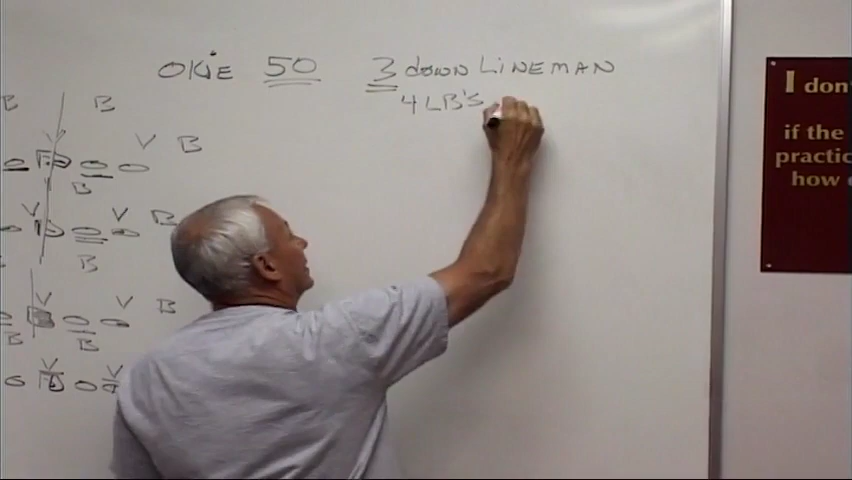 OKIE 50 3 down LINEMAN
4 LB'S
B B
V B
B
V V B
B
V V B
B B
V V
I don'
if the
practic
how